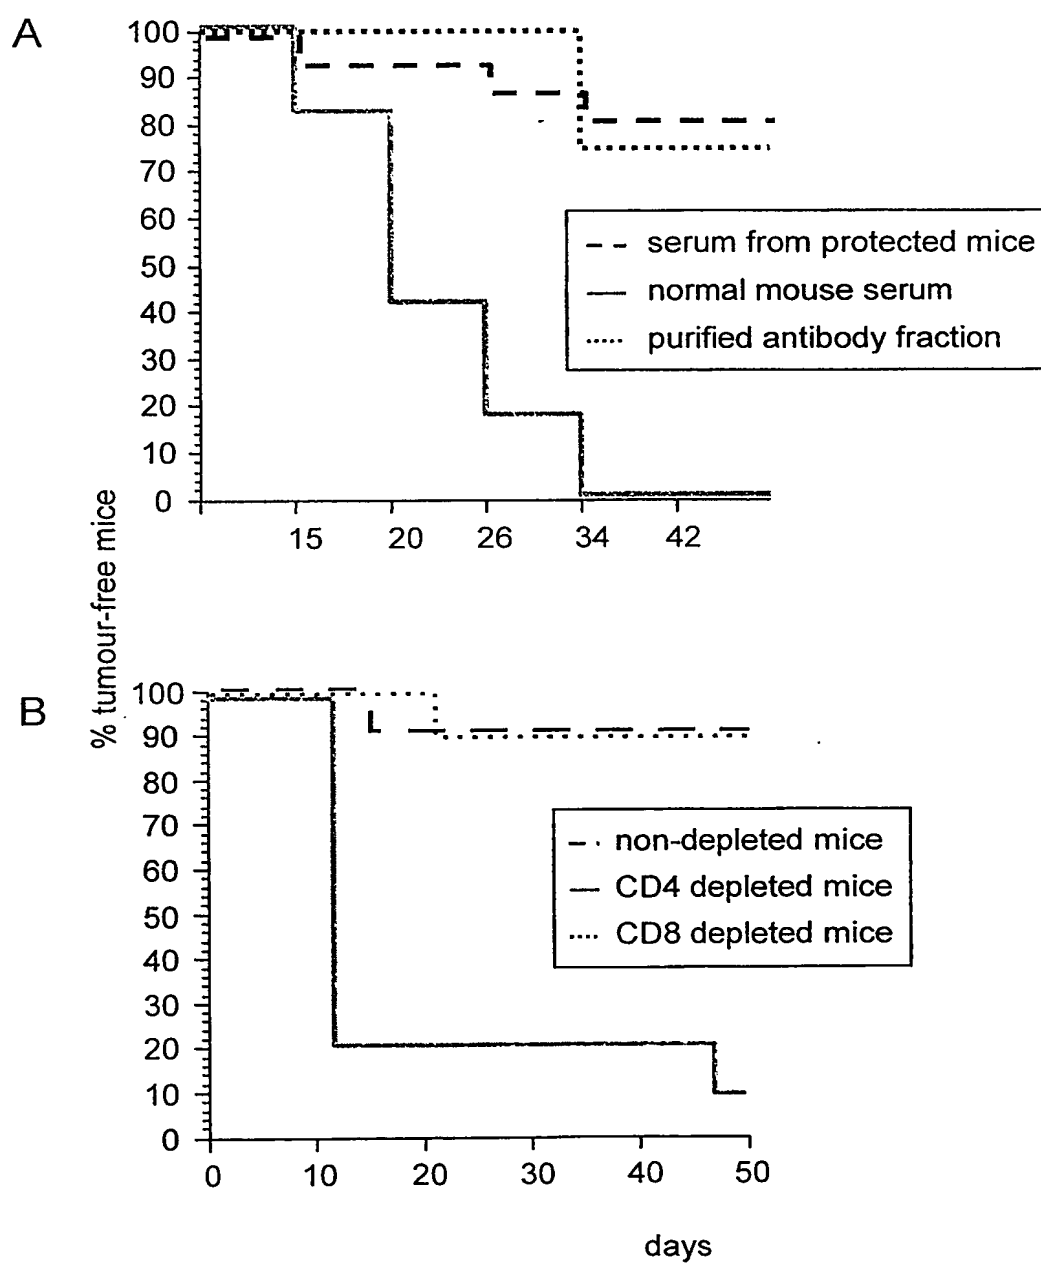 A
100
90
80
70
60
50
40
30
20
10
0
15 20 26 34 42
serum from protected mice
normal mouse serum
purified antibody fraction
% tumour-free mice
B
100
90
80
70
60
50
40
30
20
10
0
0 10 20 30 40 50
non-depleted mice
CD4 depleted mice
CD8 depleted mice
days